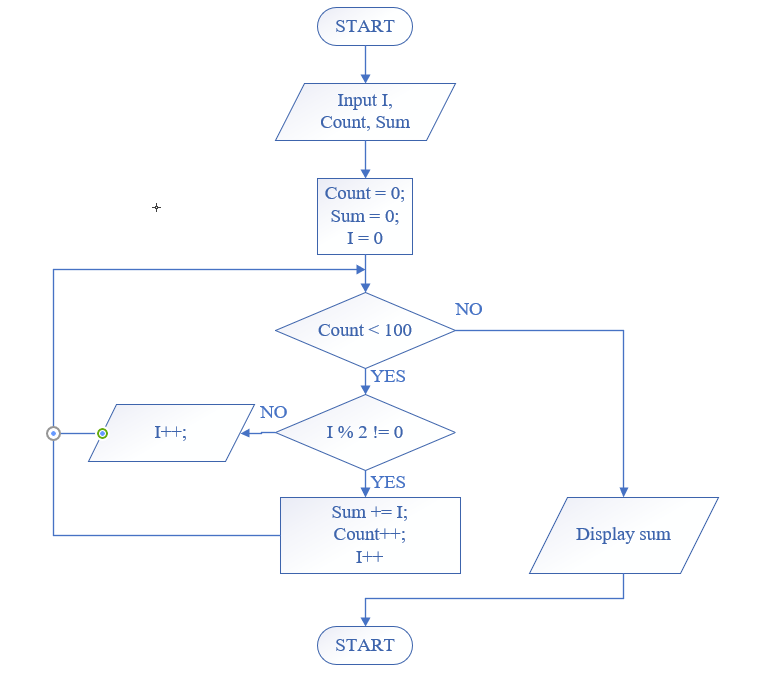 START
Input I,
Count, Sum
Count = 0;
Sum = 0;
I = 0
Count < 100
NO
YES
I % 2 != 0
NO
I++;
YES
Sum += I;
Count++;
I++
Display sum
START